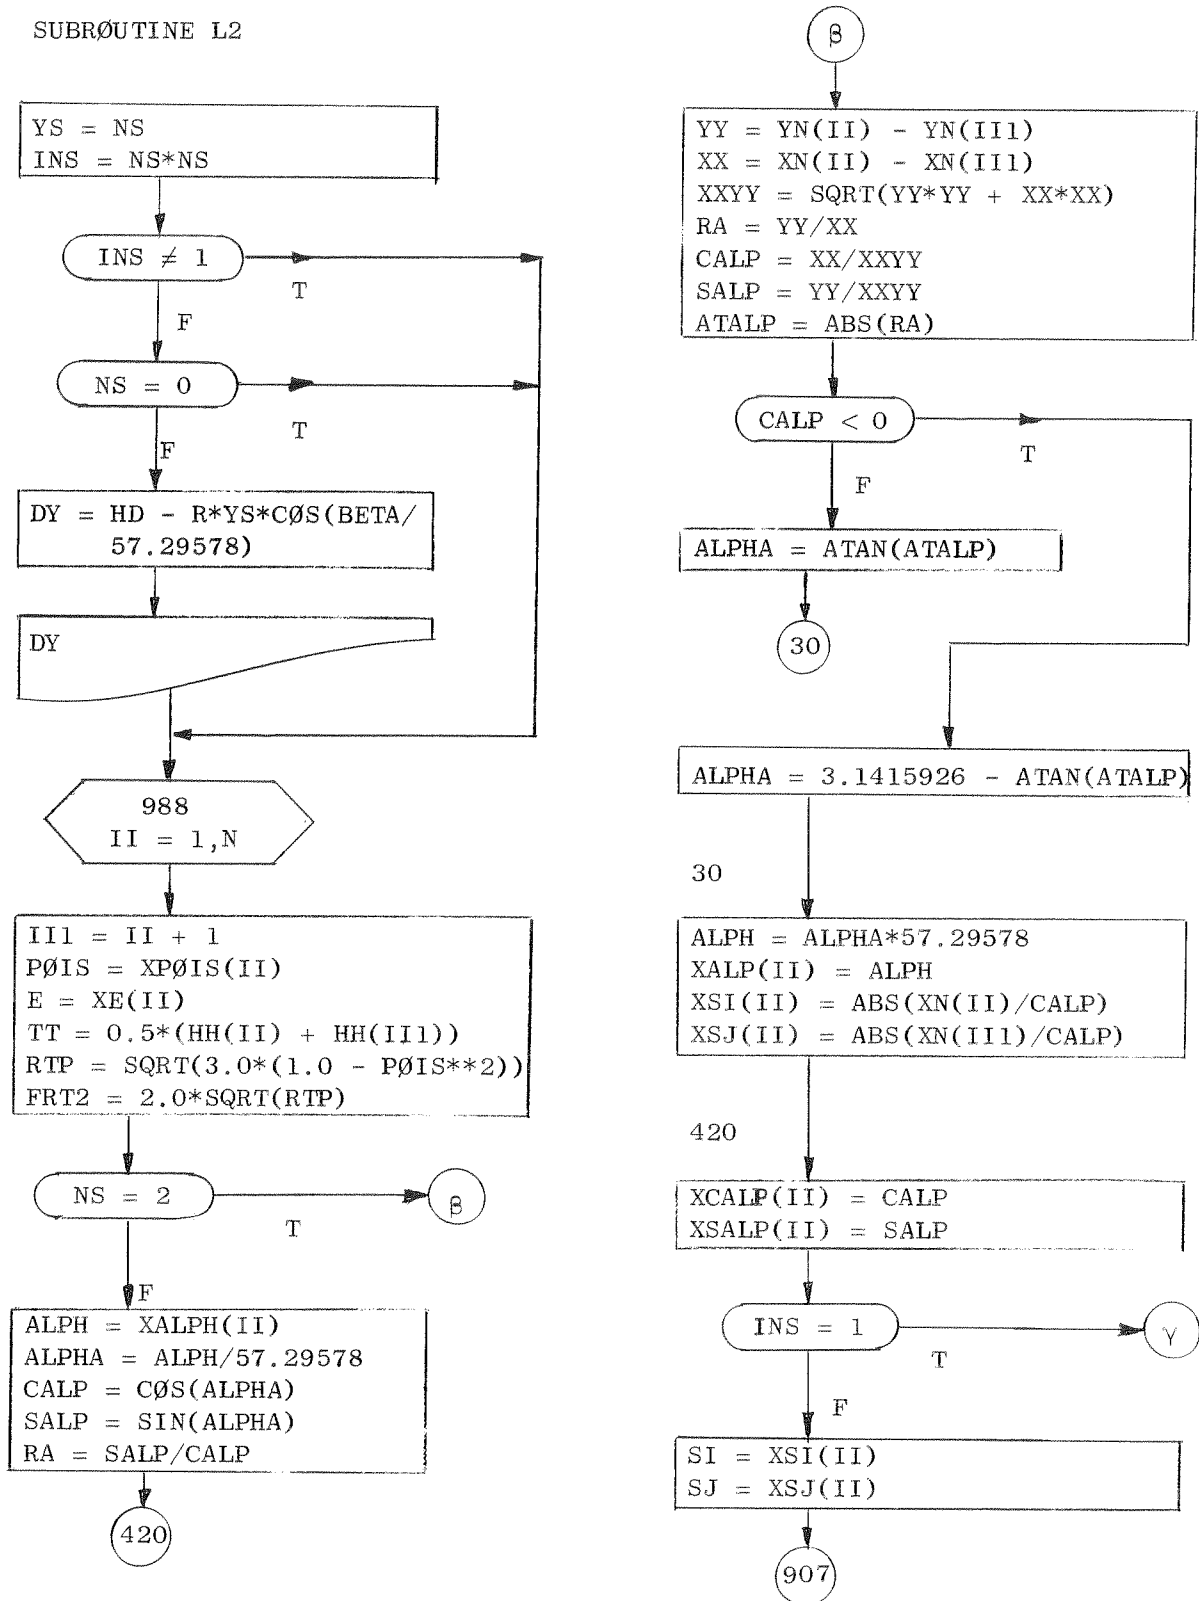 SUBRØUTINE L2
YS = NS
INS = NS*NS
INS ≠ 1
T
F
NS = 0
T
F
DY = HD - R*YS*CØS(BETA/
57.29578)
DY
988
II = 1,N
II1 = II + 1
PØIS = XPØIS(II)
E = XE(II)
TT = 0.5*(HH(II) + HH(II1))
RTP = SQRT(3.0*(1.0 - PØIS**2))
FRT2 = 2.0*SQRT(RTP)
NS = 2
T
β
F
ALPH = XALPH(II)
ALPHA = ALPH/57.29578
CALP = CØS(ALPHA)
SALP = SIN(ALPHA)
RA = SALP/CALP
420
β
YY = YN(II) - YN(II1)
XX = XN(II) - XN(II1)
XXYY = SQRT(YY*YY + XX*XX)
RA = YY/XX
CALP = XX/XXYY
SALP = YY/XXYY
ATALP = ABS(RA)
CALP < 0
T
F
ALPHA = ATAN(ATALP)
30
ALPHA = 3.1415926 - ATAN(ATALP)
30
ALPH = ALPHA*57.29578
XALP(II) = ALPH
XSI(II) = ABS(XN(II)/CALP)
XSJ(II) = ABS(XN(II1)/CALP)
420
XCALP(II) = CALP
XSALP(II) = SALP
INS = 1
T
γ
F
SI = XSI(II)
SJ = XSJ(II)
907